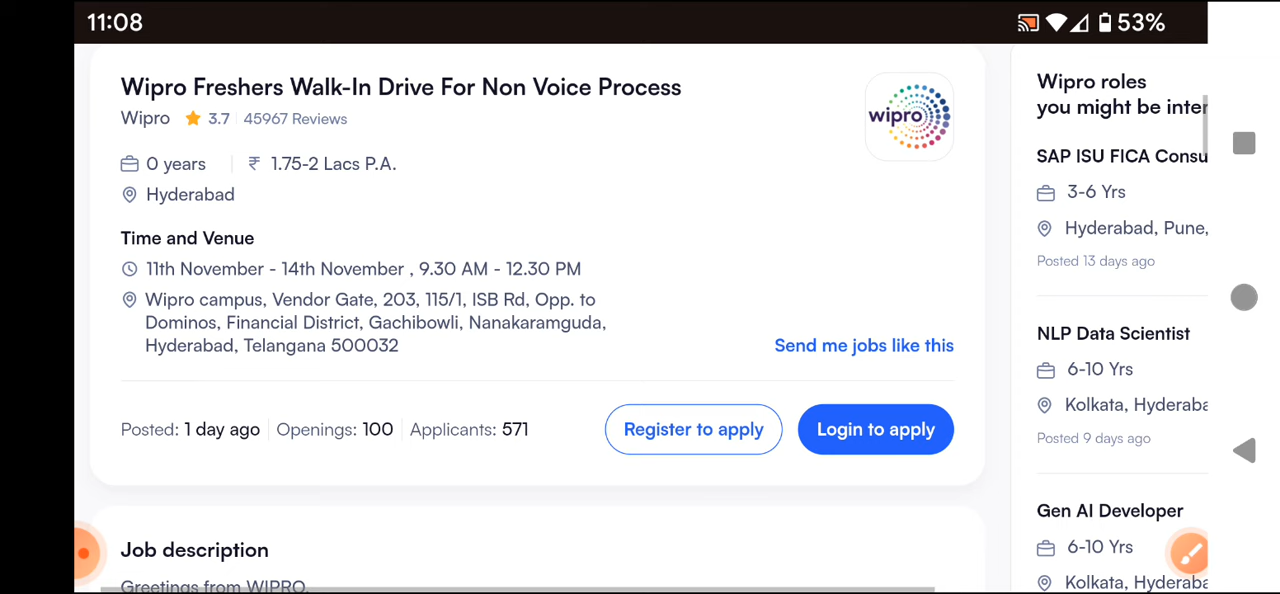 11:08
53%
Wipro Freshers Walk-In Drive For Non Voice Process
Wipro 3.7 45967 Reviews
wipro
0 years ₹ 1.75-2 Lacs P.A.
Hyderabad
Time and Venue
11th November - 14th November , 9.30 AM - 12.30 PM
Wipro campus, Vendor Gate, 203, 115/1, ISB Rd, Opp. to
Dominos, Financial District, Gachibowli, Nanakaramguda,
Hyderabad, Telangana 500032
Send me jobs like this
Posted: 1 day ago Openings: 100 Applicants: 571
Register to apply
Login to apply
Job description
Greetings from WIPRO.
Wipro roles
you might be inter
SAP ISU FICA Consu
3-6 Yrs
Hyderabad, Pune,
Posted 13 days ago
NLP Data Scientist
6-10 Yrs
Kolkata, Hyderaba
Posted 9 days ago
Gen AI Developer
6-10 Yrs
Kolkata, Hyderaba